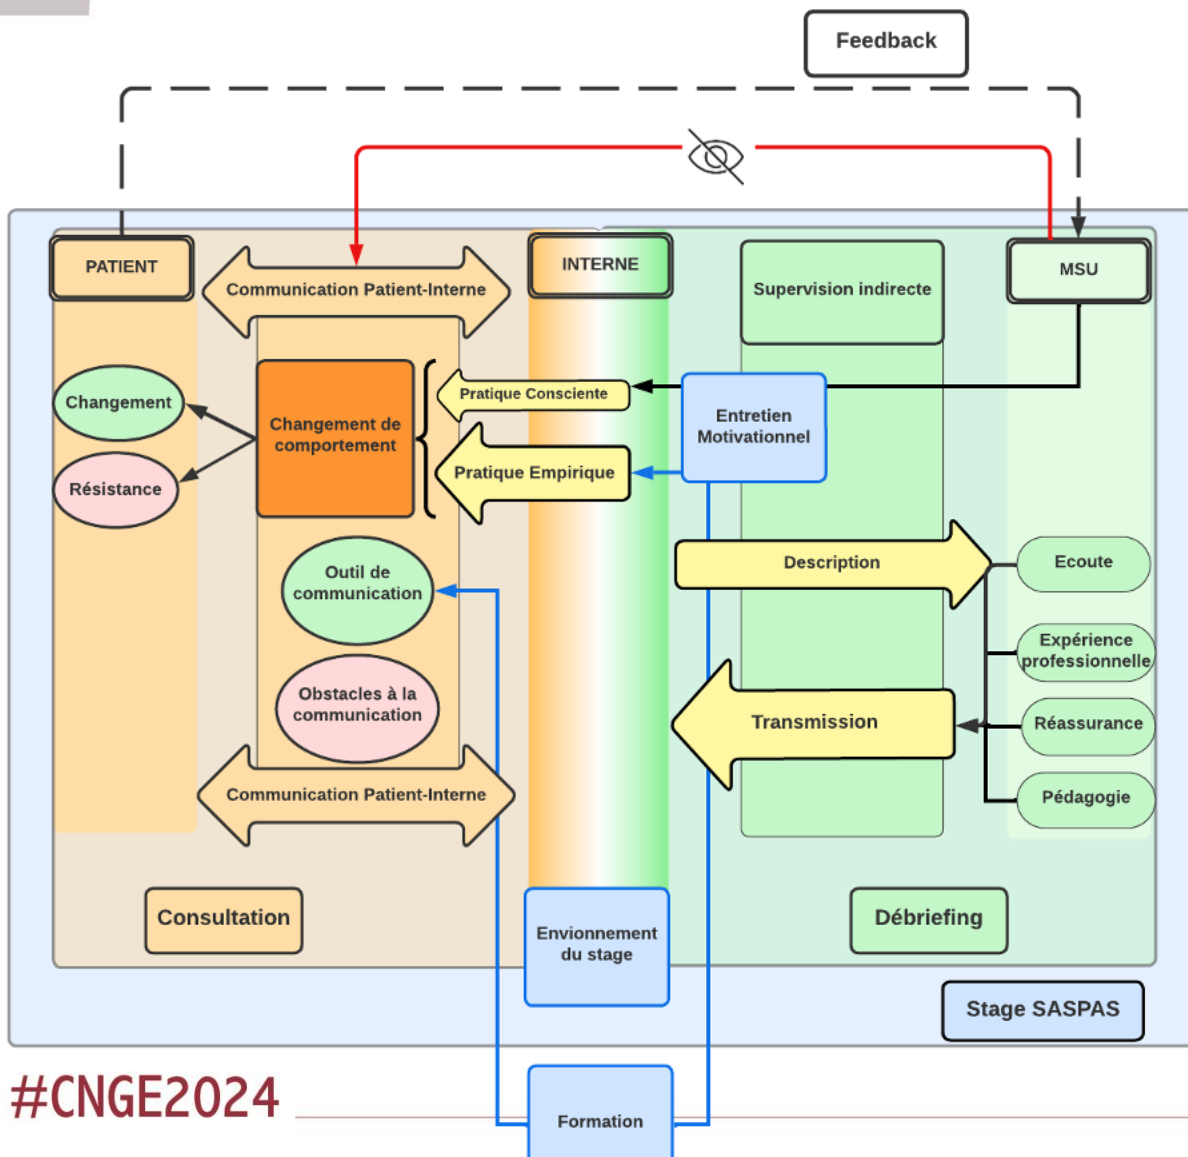 Feedback
PATIENT
INTERNE
MSU
Communication Patient-Interne
Supervision indirecte
Changement
Résistance
Changement de
comportement
Pratique Consciente
Pratique Empirique
Entretien
Motivationnel
Description
Ecoute
Outil de
communication
Expérience
professionnelle
Obstacles à la
communication
Transmission
Réassurance
Communication Patient-Interne
Pédagogie
Consultation
Envionnement
du stage
Débriefing
Stage SASPAS
#CNGE2024
Formation